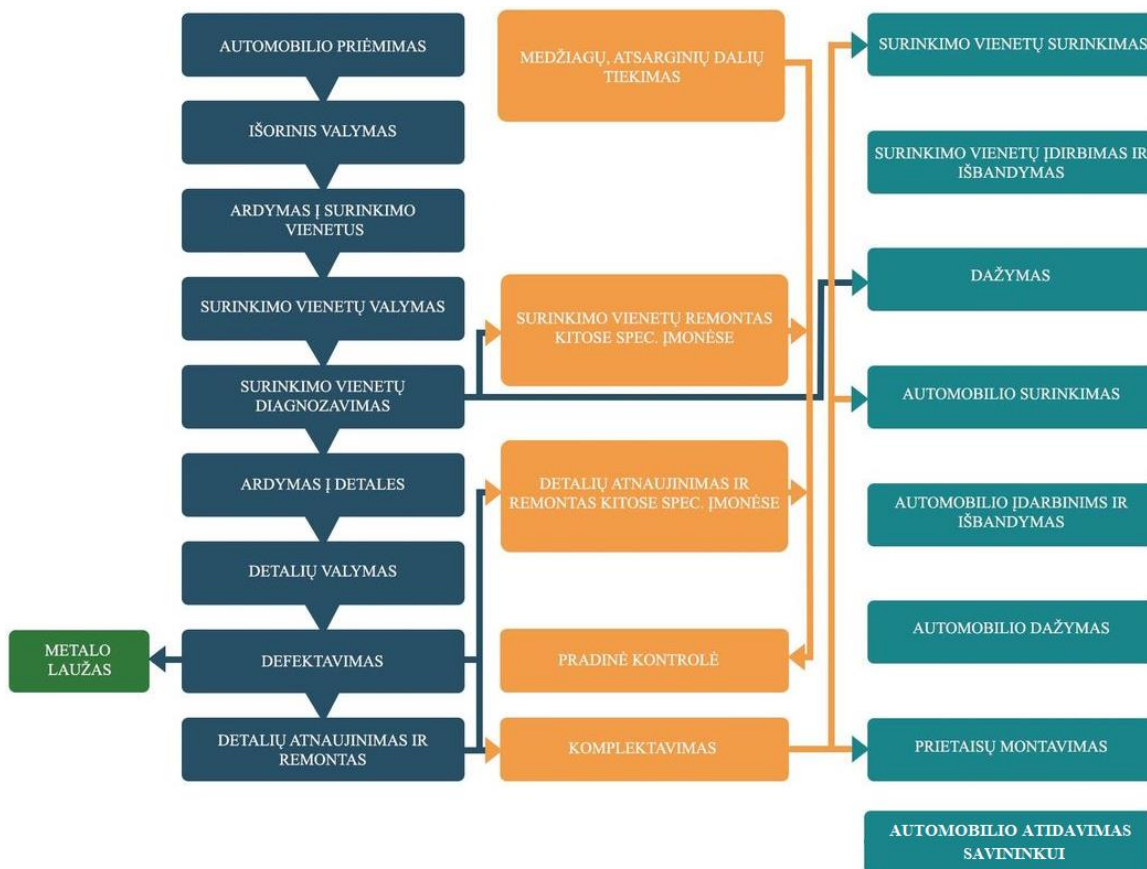 AUTOMOBILIO PRIĖMIMAS
IŠORINIS VALYMAS
ARDYMAS Į SURINKIMO
VIENETUS
SURINKIMO VIENETŲ VALYMAS
SURINKIMO VIENETŲ
DIAGNOZAVIMAS
ARDYMAS Į DETALES
DETALIŲ VALYMAS
METALO
LAUŽAS
DEFEKTAVIMAS
DETALIŲ ATNAUJINIMAS IR
REMONTAS
MEDŽIAGŲ, ATSARGINIŲ DALIŲ
TIEKIMAS
SURINKIMO VIENETŲ REMONTAS
KITOSE SPEC. ĮMONĖSE
DETALIŲ ATNAUJINIMAS IR
REMONTAS KITOSE SPEC. ĮMONĖSE
PRADINĖ KONTROLĖ
KOMPLEKTAVIMAS
SURINKIMO VIENETŲ SURINKIMAS
SURINKIMO VIENETŲ ĮDIRBIMAS IR
IŠBANDYMAS
DAŽYMAS
AUTOMOBILIO SURINKIMAS
AUTOMOBILIO ĮDARBINIMS IR
IŠBANDYMAS
AUTOMOBILIO DAŽYMAS
PRIETAISŲ MONTAVIMAS
AUTOMOBILIO ATIDAVIMAS
SAVININKUI